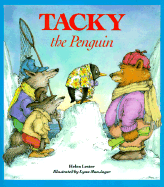 TACKY
the Penguin
Helen Lester
Illustrated by Lynn Munsinger